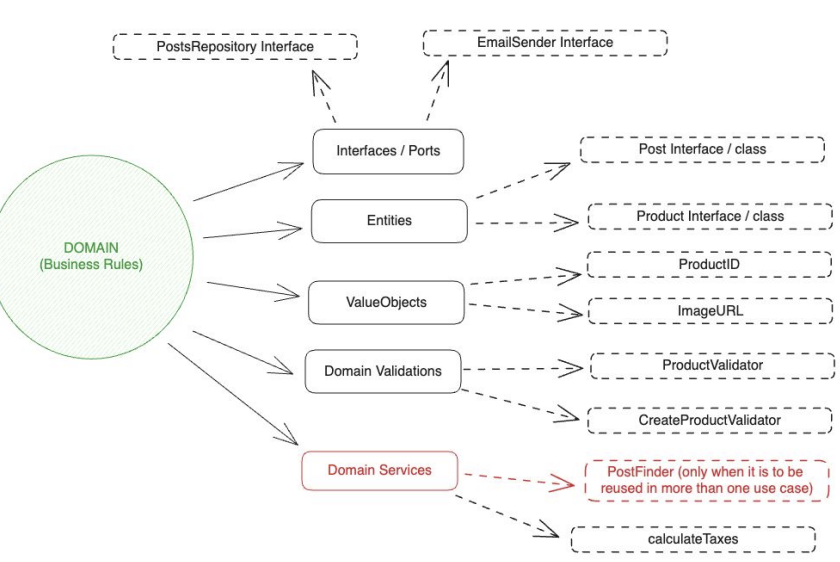 PostsRepository Interface
EmailSender Interface
Interfaces / Ports
Post Interface / class
Entities
Product Interface / class
DOMAIN
(Business Rules)
ProductID
ValueObjects
ImageURL
Domain Validations
ProductValidator
CreateProductValidator
Domain Services
PostFinder (only when it is to be
reused in more than one use case)
calculateTaxes